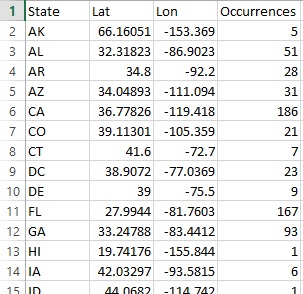 1 State Lat Lon Occurrences
2 AK 66.16051 -153.369 5
3 AL 32.31823 -86.9023 51
4 AR 34.8 -92.2 28
5 AZ 34.04893 -111.094 31
6 CA 36.77826 -119.418 186
7 CO 39.11301 -105.359 21
8 CT 41.6 -72.7 7
9 DC 38.9072 -77.0369 23
10 DE 39 -75.5 9
11 FL 27.9944 -81.7603 167
12 GA 33.24788 -83.4412 93
13 HI 19.74176 -155.844 1
14 IA 42.03297 -93.5815 6
15 ID 44.0682 -114.742 1